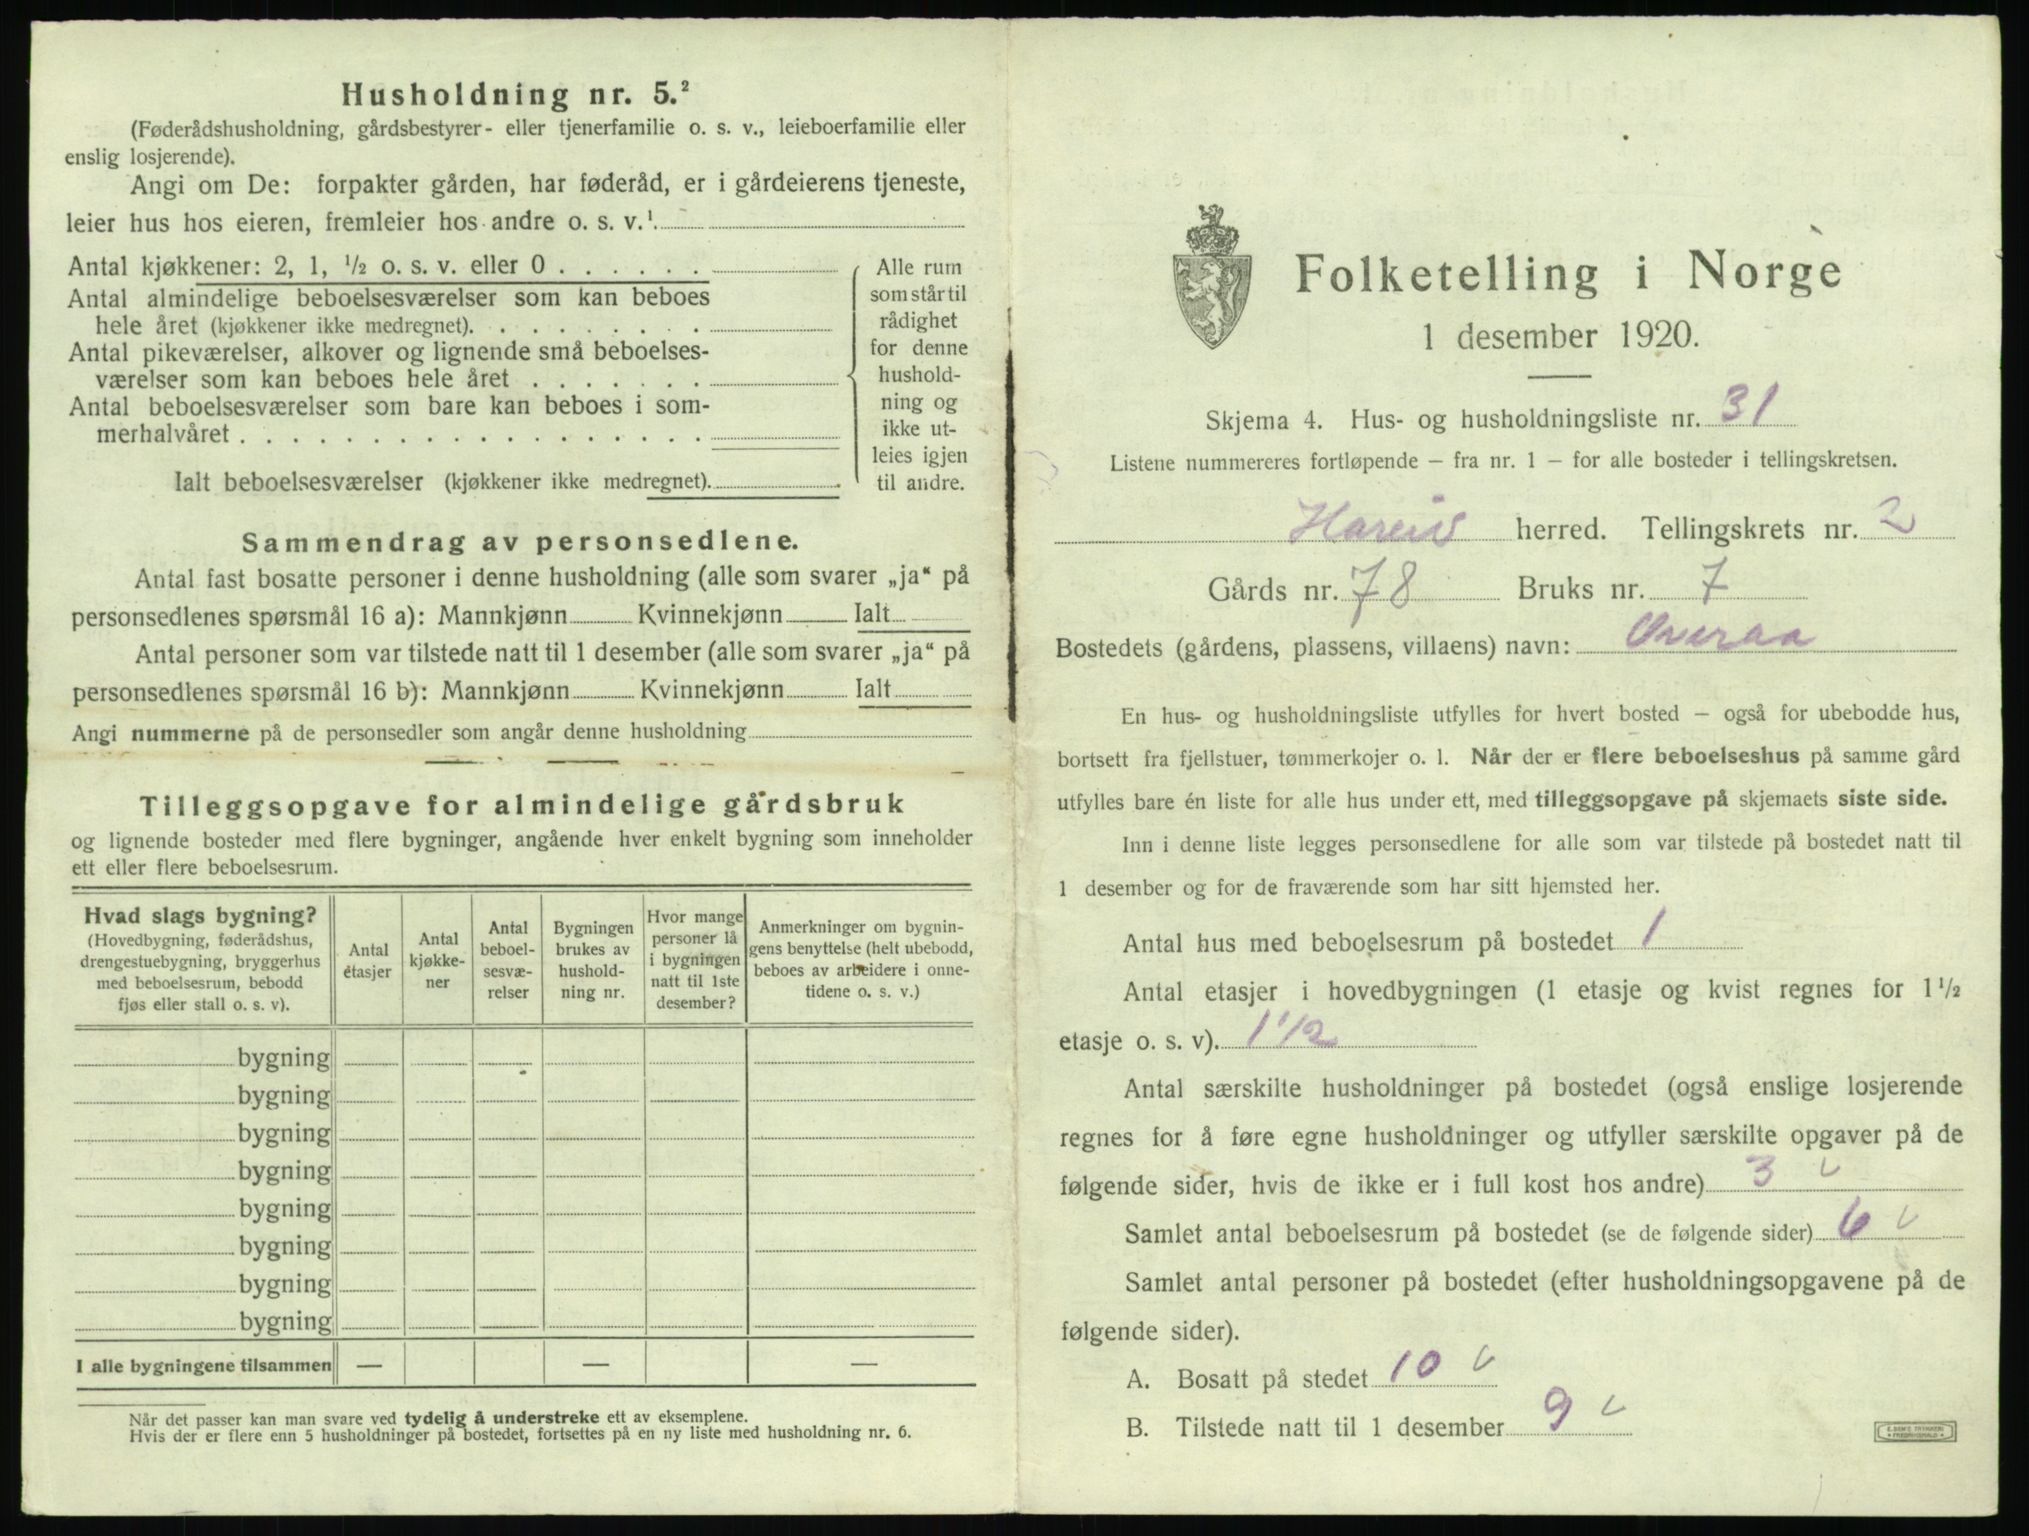 Husholdning nr. 5.²
(Føderådshusholdning, gårdsbestyrer- eller tjenerfamilie o. s. v., leieboerfamilie eller
enslig losjerende).
Angi om De: forpakter gården, har føderåd, er i gårdeierens tjeneste,
leier hus hos eieren, fremleier hos andre o. s. v.¹
Antal kjøkkener: 2, 1, ½ o. s. v. eller 0
Antal almindelige beboelsesværelser som kan beboes
hele året (kjøkkener ikke medregnet).
Antal pikeværelser, alkover og lignende små beboelses-
værelser som kan beboes hele året
Antal beboelsesværelser som bare kan beboes i som-
merhalvåret
Ialt beboelsesværelser (kjøkkener ikke medregnet).
Alle rum
som står til
rådighet
for denne
hushold-
ning og
ikke ut-
leies igjen
til andre.
Sammendrag av personsedlene.
Antal fast bosatte personer i denne husholdning (alle som svarer „ja“ på
personsedlenes spørsmål 16 a): Mannkjønn Kvinnekjønn Ialt
Antal personer som var tilstede natt til 1 desember (alle som svarer „ja“ på
personsedlenes spørsmål 16 b): Mannkjønn Kvinnekjønn Ialt
Angi nummerne på de personsedler som angår denne husholdning
Tilleggsopgave for almindelige gårdsbruk
og lignende bosteder med flere bygninger, angående hver enkelt bygning som inneholder
ett eller flere beboelsesrum.
Hvad slags bygning?
(Hovedbygning, føderådshus,
drengestuebygning, bryggerhus
med beboelsesrum, bebodd
fjøs eller stall o. s. v).
Antal
etasjer
Antal
kjøkke-
ner
Antal
beboel-
sesvæ-
relser
Bygningen
brukes av
hushold-
ning nr.
Hvor mange
personer lå
i bygningen
natt til 1ste
desember?
Anmerkninger om bygnin-
gens benyttelse (helt ubebodd,
beboes av arbeidere i onne-
tidene o. s. v.)
bygning
bygning
bygning
bygning
bygning
bygning
bygning
bygning
I alle bygningene tilsammen — — —
Når det passer kan man svare ved tydelig å understreke ett av eksemplene.
Hvis der er flere enn 5 husholdninger på bostedet, fortsettes på en ny liste med husholdning nr. 6.
Folketelling i Norge
1 desember 1920.
Skjema 4. Hus- og husholdningsliste nr. 31
Listene nummereres fortløpende – fra nr. 1 – for alle bosteder i tellingskretsen.
Hareid herred. Tellingskrets nr. 2
Gårds nr. 78 Bruks nr. 7
Bostedets (gårdens, plassens, villaens) navn: Overaa
En hus- og husholdningsliste utfylles for hvert bosted – også for ubebodde hus,
bortsett fra fjellstuer, tømmerkojer o. l. Når der er flere beboelseshus på samme gård
utfylles bare én liste for alle hus under ett, med tilleggsopgave på skjemaets siste side.
Inn i denne liste legges personsedlene for alle som var tilstede på bostedet natt til
1 desember og for de fraværende som har sitt hjemsted her.
Antal hus med beboelsesrum på bostedet 1
Antal etasjer i hovedbygningen (1 etasje og kvist regnes for 1½
etasje o. s. v). 1 1/2
Antal særskilte husholdninger på bostedet (også enslige losjerende
regnes for å føre egne husholdninger og utfyller særskilte opgaver på de
følgende sider, hvis de ikke er i full kost hos andre) 3
Samlet antal beboelsesrum på bostedet (se de følgende sider) 6
Samlet antal personer på bostedet (efter husholdningsopgavene på de
følgende sider).
A. Bosatt på stedet 10
B. Tilstede natt til 1 desember 9